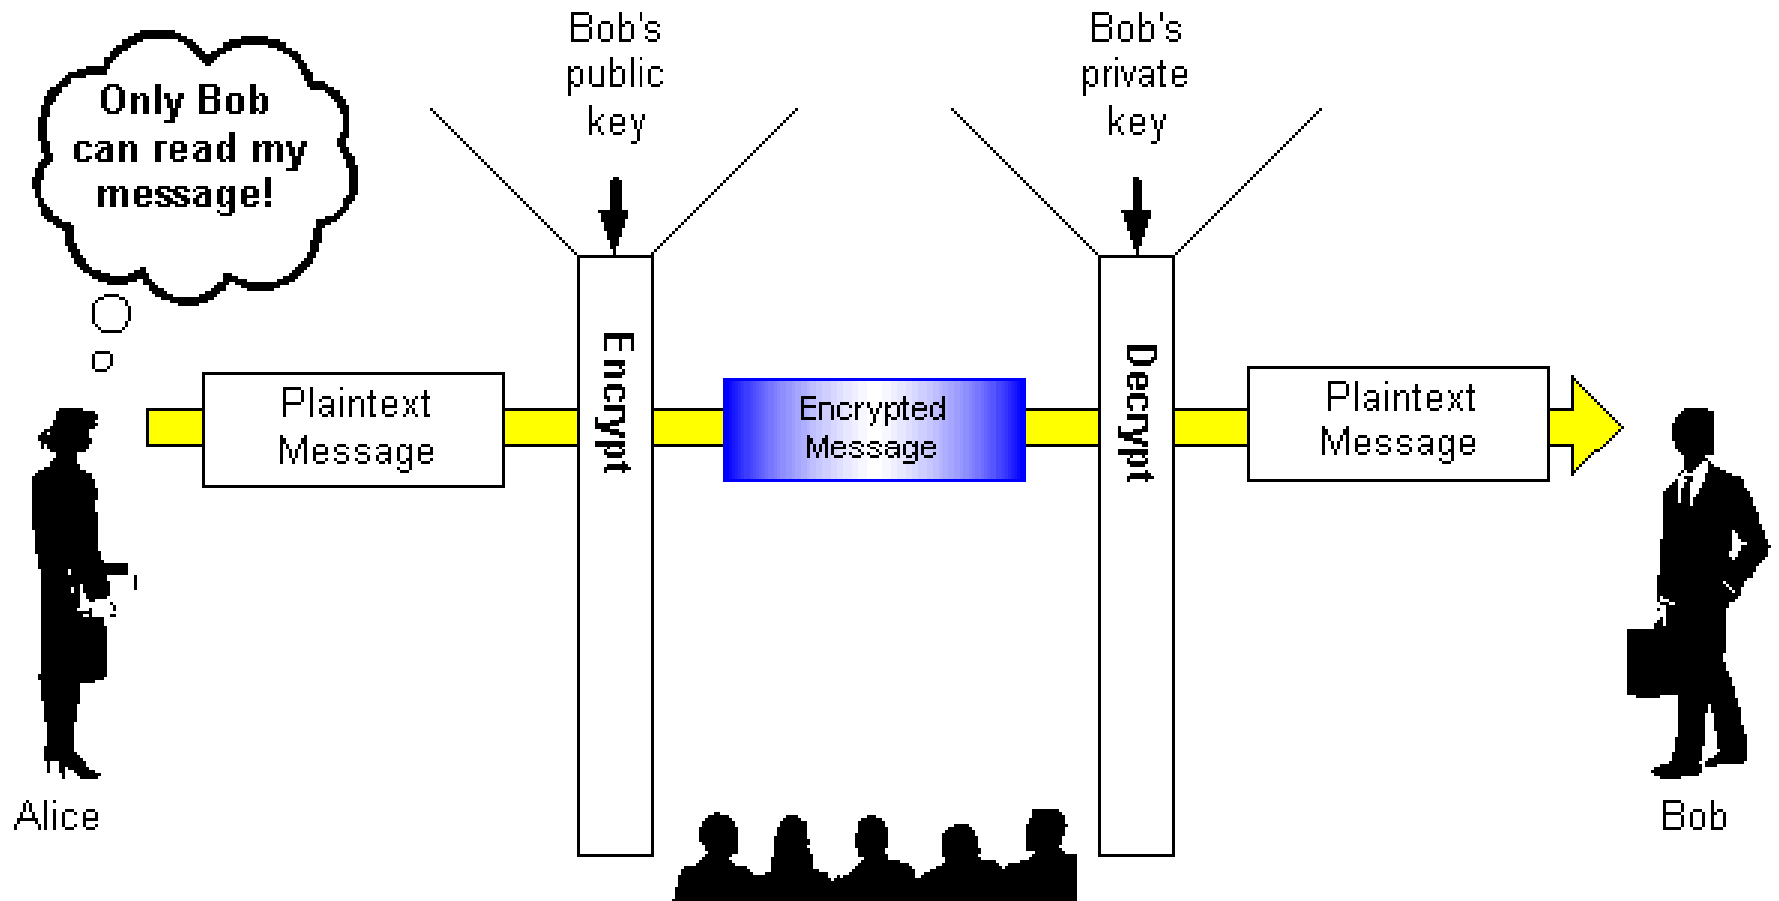 Only Bob
can read my
message!
Bob's
public
key
Bob's
private
key
Plaintext
Message
Encrypt
Encrypted
Message
Decrypt
Plaintext
Message
Alice
Bob